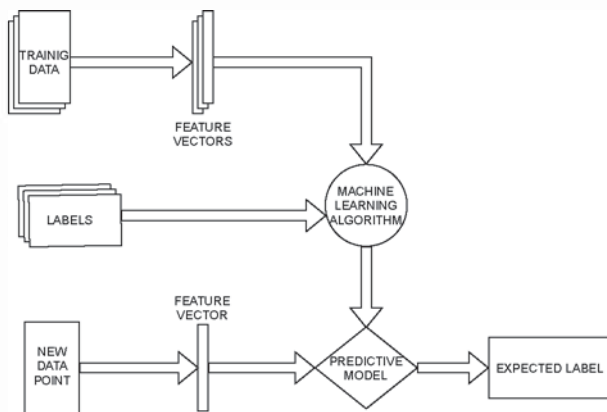 TRAINIG
DATA
FEATURE
VECTORS
MACHINE
LEARNING
ALGORITHM
LABELS
FEATURE
VECTOR
NEW
DATA
POINT
PREDICTIVE
MODEL
EXPECTED LABEL